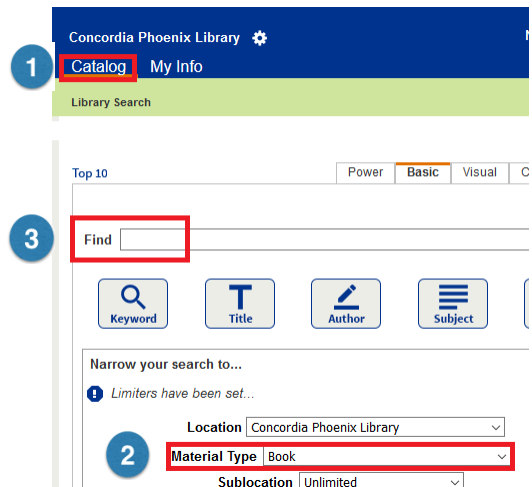 Concordia Phoenix Library
1 Catalog My Info
Library Search
Top 10 Power Basic Visual
3 Find
Keyword Title Author Subject
Narrow your search to...
Limiters have been set...
Location Concordia Phoenix Library
2 Material Type Book
Sublocation Unlimited